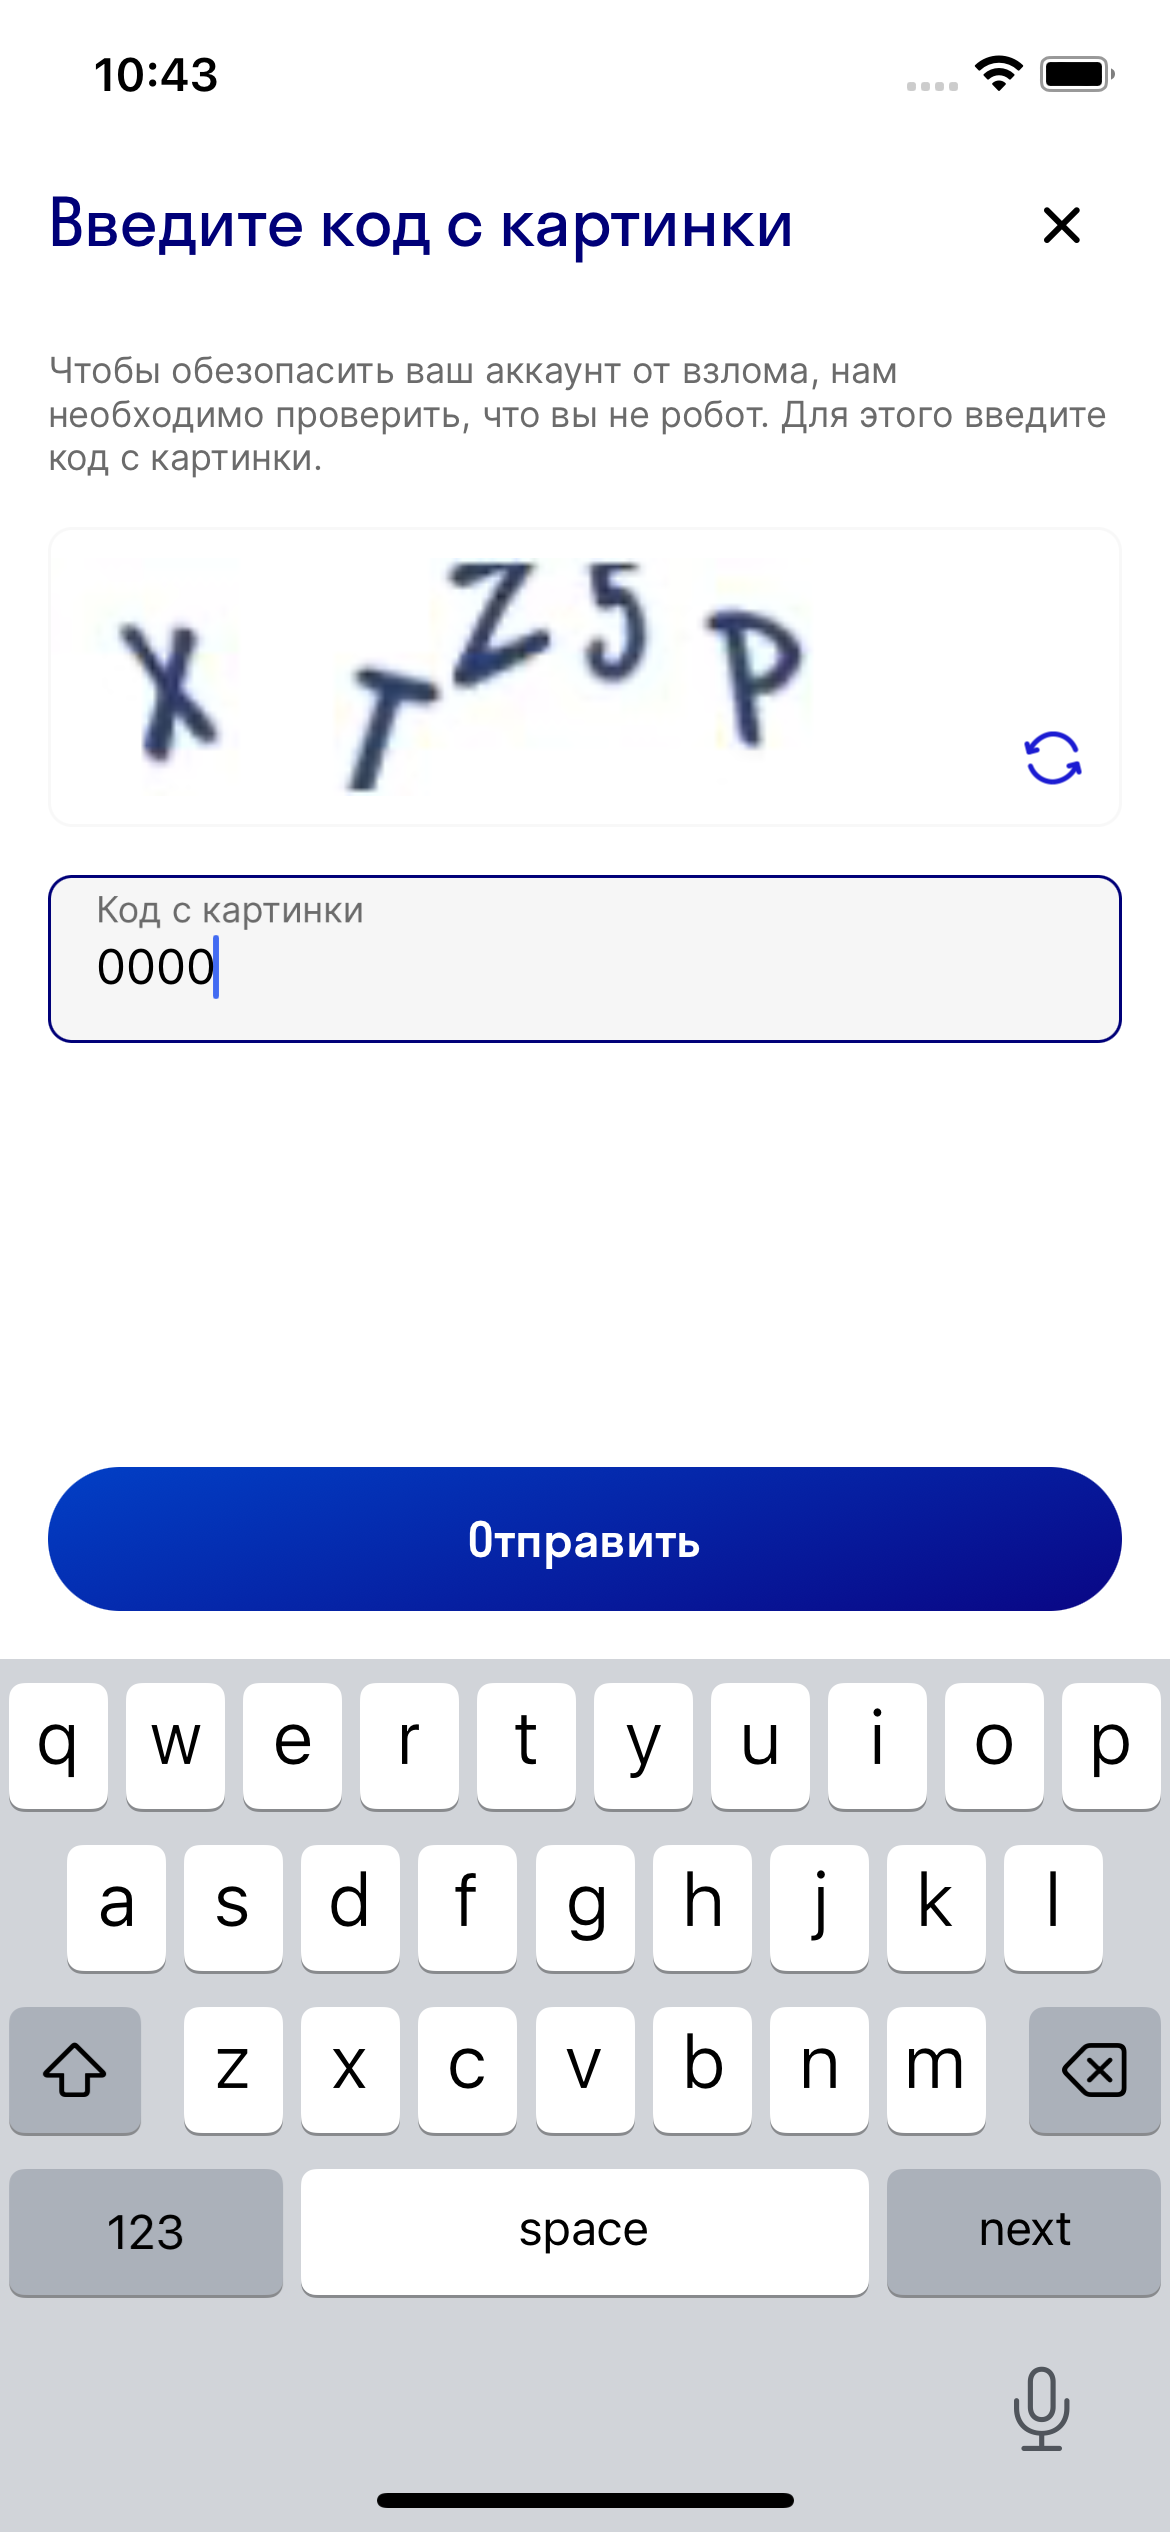 10:43
Введите код с картинки
Чтобы обезопасить ваш аккаунт от взлома, нам
необходимо проверить, что вы не робот. Для этого введите
код с картинки.
X T Z 5 P
Код с картинки
0000
Отправить
q w e r t y u i o p
a s d f g h j k l
z x c v b n m
123 space next